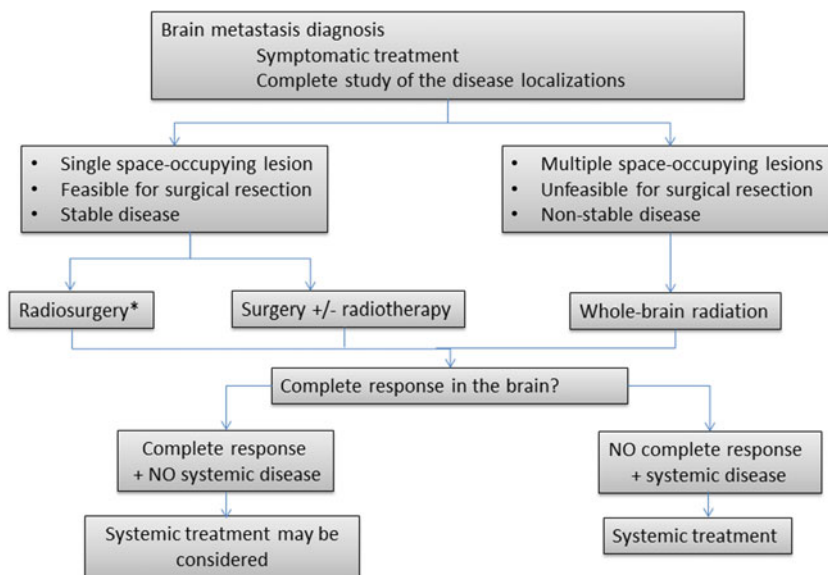 Brain metastasis diagnosis
Symptomatic treatment
Complete study of the disease localizations
• Single space-occupying lesion
• Feasible for surgical resection
• Stable disease
• Multiple space-occupying lesions
• Unfeasible for surgical resection
• Non-stable disease
Radiosurgery*
Surgery +/- radiotherapy
Whole-brain radiation
Complete response in the brain?
Complete response
+ NO systemic disease
NO complete response
+ systemic disease
Systemic treatment may be
considered
Systemic treatment